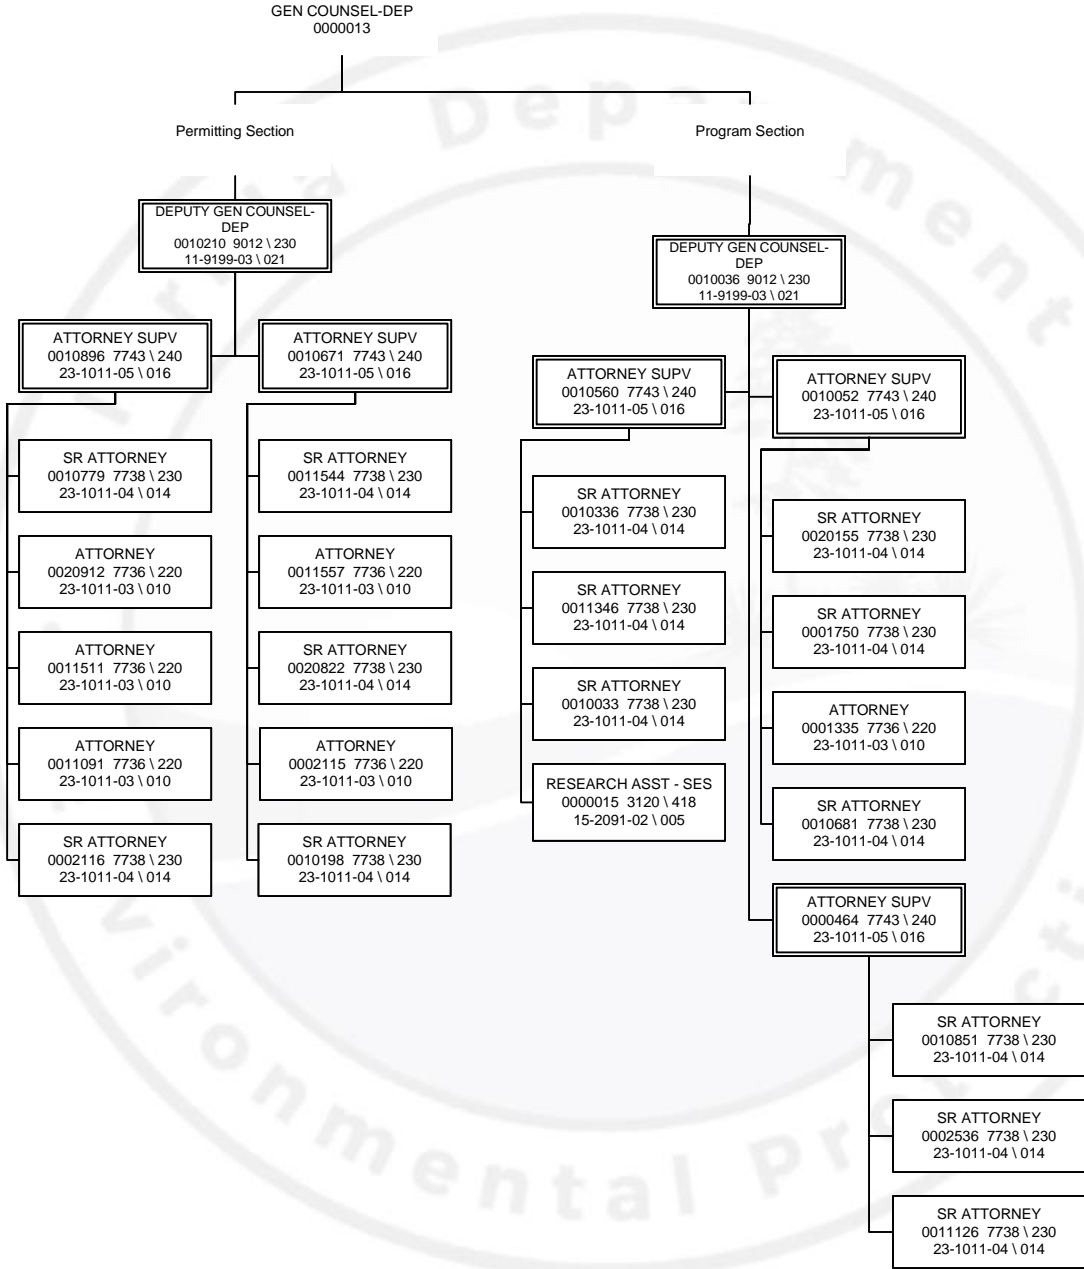 GEN COUNSEL-DEP
0000013
Permitting Section
Program Section
DEPUTY GEN COUNSEL-
DEP
0010210 9012 \ 230
11-9199-03 \ 021
DEPUTY GEN COUNSEL-
DEP
0010036 9012 \ 230
11-9199-03 \ 021
ATTORNEY SUPV
0010896 7743 \ 240
23-1011-05 \ 016
ATTORNEY SUPV
0010671 7743 \ 240
23-1011-05 \ 016
ATTORNEY SUPV
0010560 7743 \ 240
23-1011-05 \ 016
ATTORNEY SUPV
0010052 7743 \ 240
23-1011-05 \ 016
SR ATTORNEY
0010779 7738 \ 230
23-1011-04 \ 014
ATTORNEY
0020912 7736 \ 220
23-1011-03 \ 010
ATTORNEY
0011511 7736 \ 220
23-1011-03 \ 010
ATTORNEY
0011091 7736 \ 220
23-1011-03 \ 010
SR ATTORNEY
0002116 7738 \ 230
23-1011-04 \ 014
SR ATTORNEY
0011544 7738 \ 230
23-1011-04 \ 014
ATTORNEY
0011557 7736 \ 220
23-1011-03 \ 010
SR ATTORNEY
0020822 7738 \ 230
23-1011-04 \ 014
ATTORNEY
0002115 7736 \ 220
23-1011-03 \ 010
SR ATTORNEY
0010198 7738 \ 230
23-1011-04 \ 014
SR ATTORNEY
0010336 7738 \ 230
23-1011-04 \ 014
SR ATTORNEY
0011346 7738 \ 230
23-1011-04 \ 014
SR ATTORNEY
0010033 7738 \ 230
23-1011-04 \ 014
RESEARCH ASST - SES
0000015 3120 \ 418
15-2091-02 \ 005
SR ATTORNEY
0020155 7738 \ 230
23-1011-04 \ 014
SR ATTORNEY
0001750 7738 \ 230
23-1011-04 \ 014
ATTORNEY
0001335 7736 \ 220
23-1011-03 \ 010
SR ATTORNEY
0010681 7738 \ 230
23-1011-04 \ 014
ATTORNEY SUPV
0000464 7743 \ 240
23-1011-05 \ 016
SR ATTORNEY
0010851 7738 \ 230
23-1011-04 \ 014
SR ATTORNEY
0002536 7738 \ 230
23-1011-04 \ 014
SR ATTORNEY
0011126 7738 \ 230
23-1011-04 \ 014